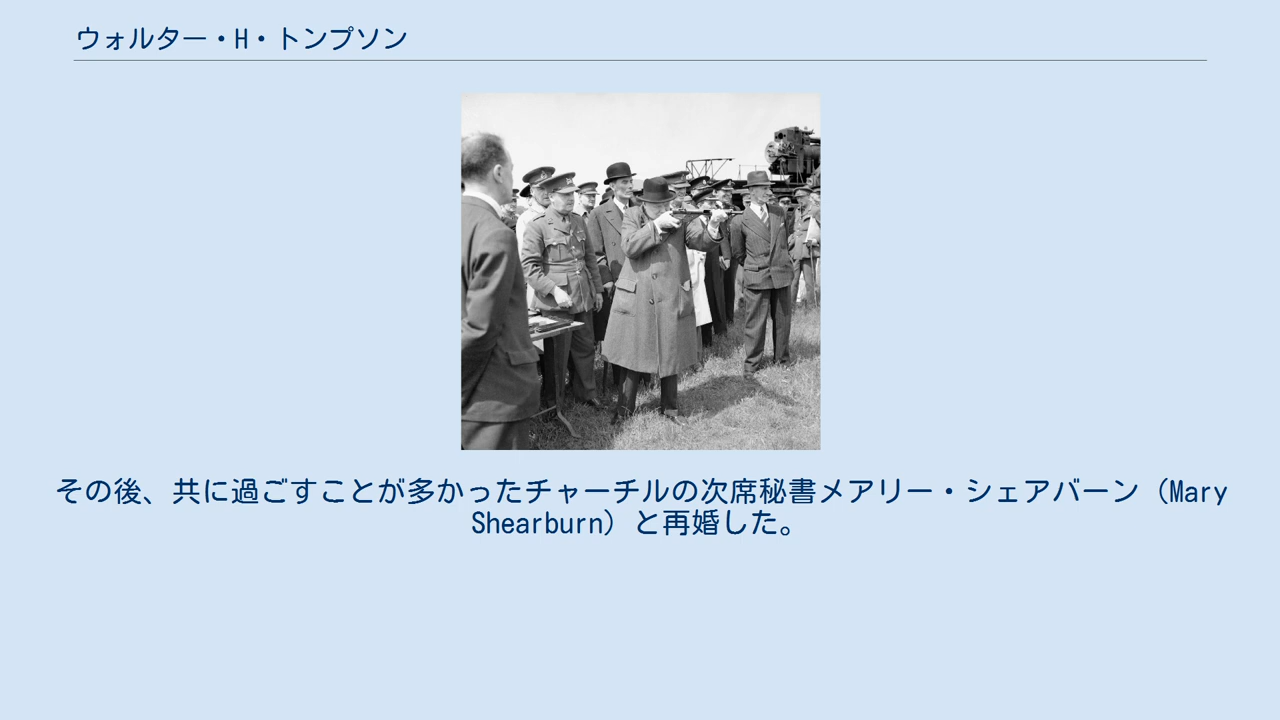 ウォルター・H・トンプソン
その後、共に過ごすことが多かったチャーチルの次席秘書メアリー・シェアバーン（Mary
Shearburn）と再婚した。